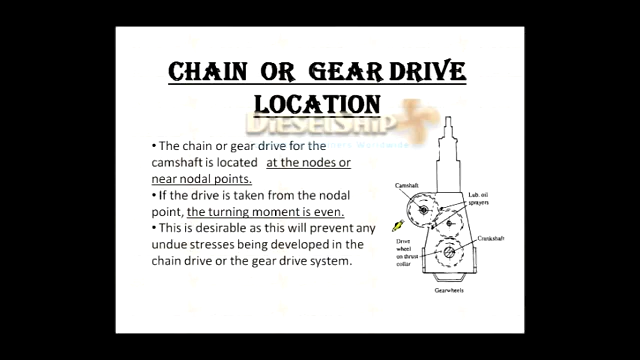 CHAIN OR GEAR DRIVE
LOCATION
DIESELSHIP
• The chain or gear drive for the
camshaft is located at the nodes or
near nodal points.
• If the drive is taken from the nodal
point, the turning moment is even.
• This is desirable as this will prevent any
undue stresses being developed in the
chain drive or the gear drive system.
Camshaft
Lub. oil
sprayers
Drive
wheel
on thrust
collar
Crankshaft
Gearwheels